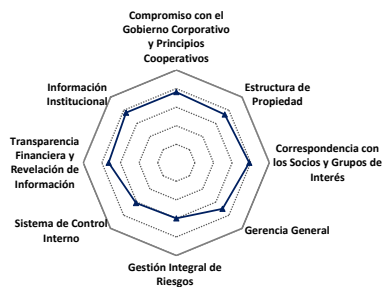 Compromiso con el
Gobierno Corporativo
y Principios
Cooperativos
Estructura de
Propiedad
Correspondencia con
los Socios y Grupos de
Interés
Gerencia General
Gestión Integral de
Riesgos
Sistema de Control
Interno
Transparencia
Financiera y
Revelación de
Información
Información
Institucional